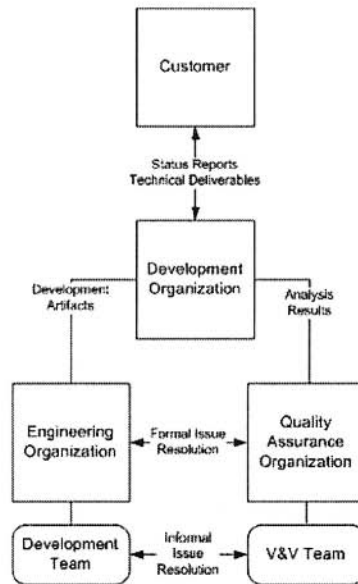 Customer
Status Reports
Technical Deliverables
Development
Organization
Development
Artifacts
Analysis
Results
Engineering
Organization
Formal Issue
Resolution
Quality
Assurance
Organization
Development
Team
Informal
Issue
Resolution
V&V Team